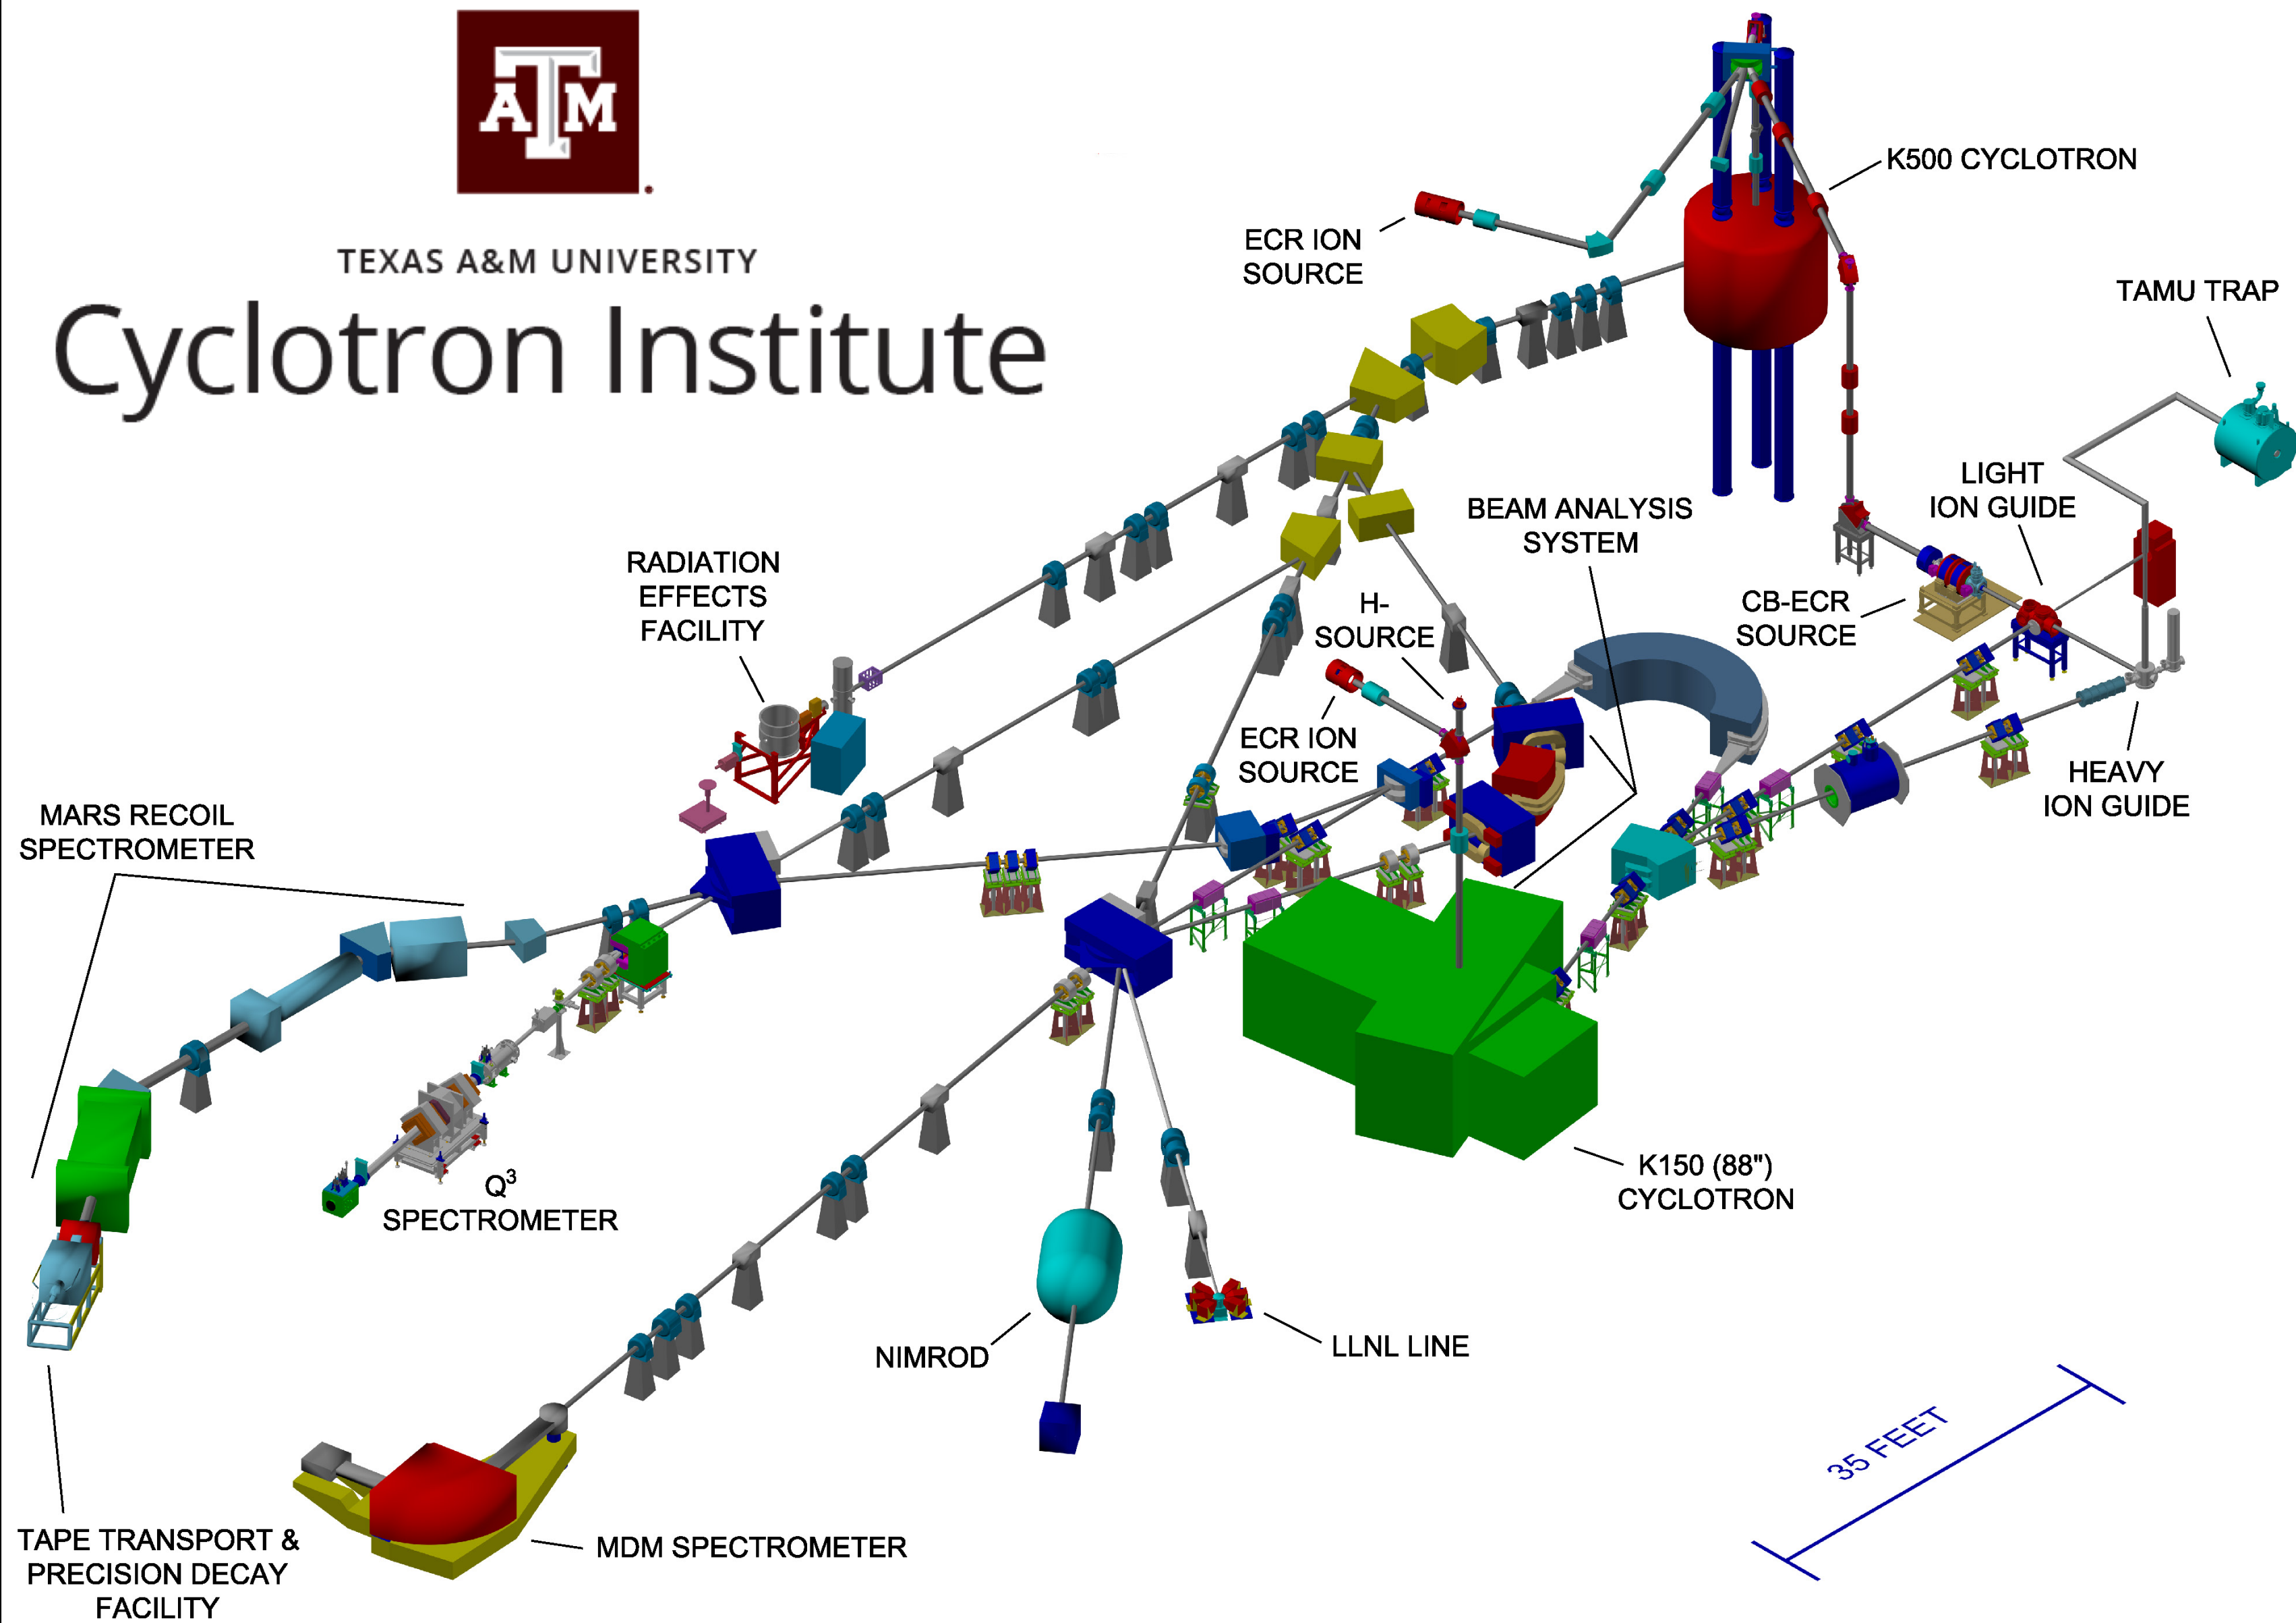 ATM
TEXAS A&M UNIVERSITY
Cyclotron Institute
K500 CYCLOTRON
ECR ION
SOURCE
TAMU TRAP
LIGHT
ION GUIDE
BEAM ANALYSIS
SYSTEM
RADIATION
EFFECTS
FACILITY
H-
SOURCE
CB-ECR
SOURCE
ECR ION
SOURCE
HEAVY
ION GUIDE
MARS RECOIL
SPECTROMETER
K150 (88")
CYCLOTRON
Q³
SPECTROMETER
NIMROD
LLNL LINE
35 FEET
MDM SPECTROMETER
TAPE TRANSPORT &
PRECISION DECAY
FACILITY